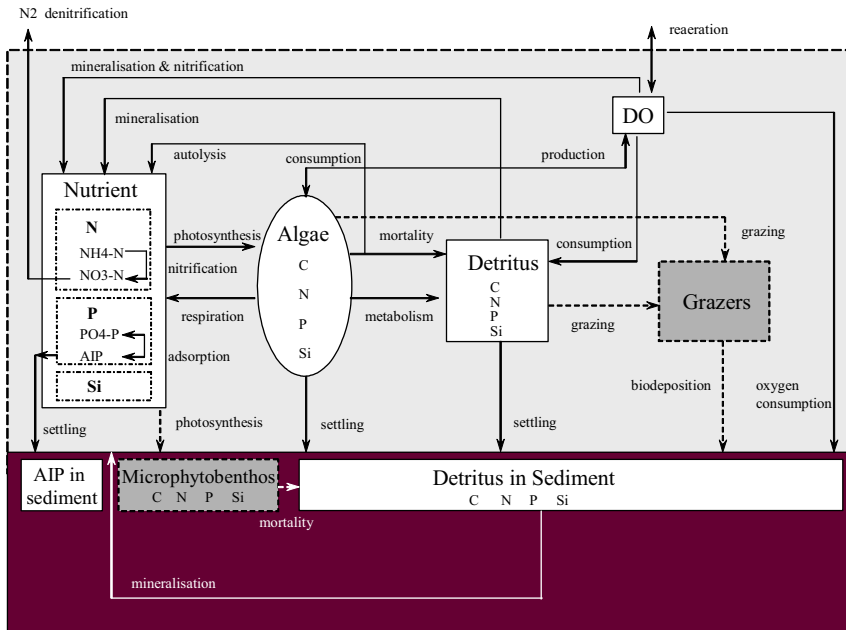 N2 denitrification
reaeration
mineralisation & nitrification
DO
mineralisation
autolysis
consumption
production
Nutrient
N
NH4-N
NO3-N
P
PO4-P
AIP
Si
photosynthesis
nitrification
respiration
adsorption
Algae
C
N
P
Si
mortality
metabolism
consumption
Detritus
C
N
P
Si
grazing
grazing
Grazers
settling
photosynthesis
settling
settling
biodeposition
oxygen
consumption
AIP in
sediment
Microphytobenthos
C N P Si
mortality
Detritus in Sediment
C N P Si
mineralisation